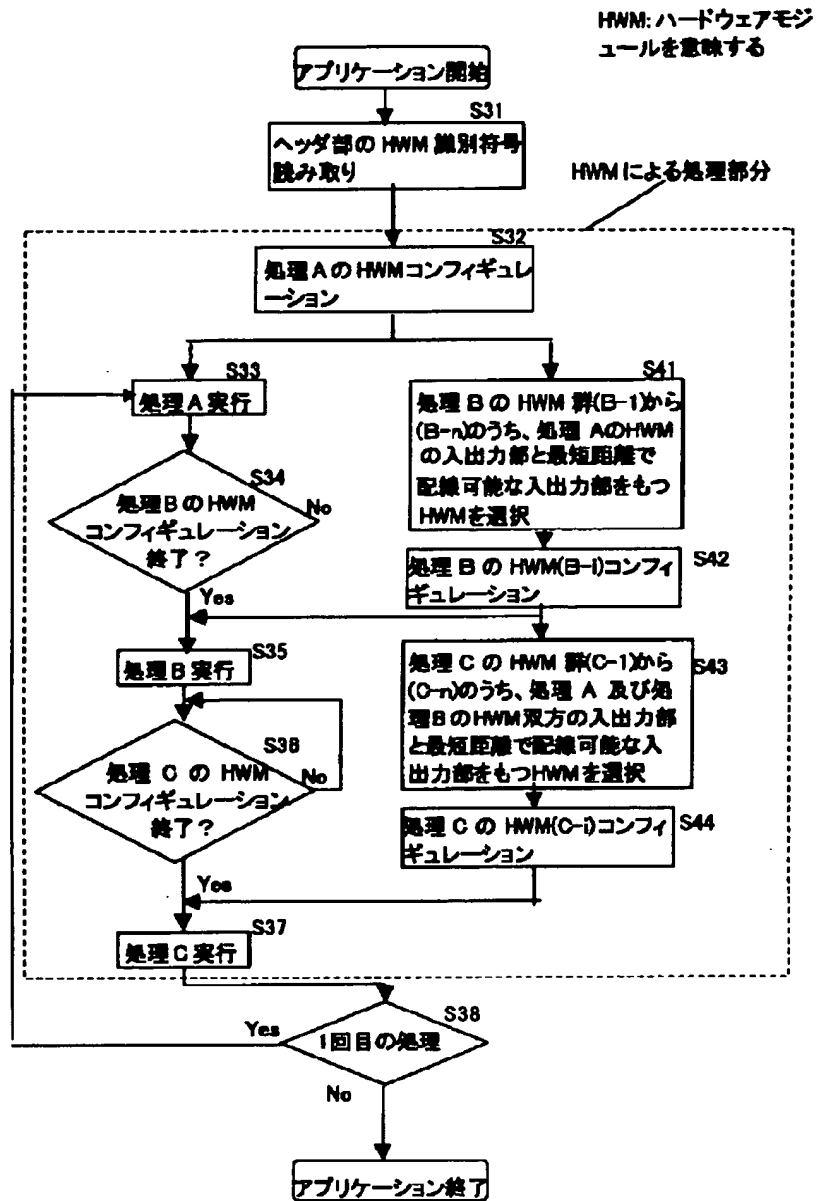 HWM: ハードウェアモジ
ュールを意味する
アプリケーション開始
S31
ヘッダ部の HWM 識別符号
読み取り
HWM による処理部分
S32
処理 A の HWM コンフィギュレ
ーション
S33
処理 A 実行
S34
処理 B の HWM
コンフィギュレーション
終了？
No
Yes
S41
処理 B の HWM 群(B-1)から
(B-n)のうち、処理 A のHWM
の入出力部と最短距離で
配線可能な入出力部をもつ
HWMを選択
S42
処理 B の HWM(B-i)コンフィ
ギュレーション
S35
処理 B 実行
S43
処理 C の HWM 群(C-1)から
(C-n)のうち、処理 A 及び処
理BのHWM双方の入出力部
と最短距離で配線可能な入
出力部をもつHWMを選択
S36
処理 C の HWM
コンフィギュレーション
終了？
No
Yes
S44
処理 C の HWM(C-i)コンフィ
ギュレーション
S37
処理 C 実行
S38
1回目の処理
Yes
No
アプリケーション終了